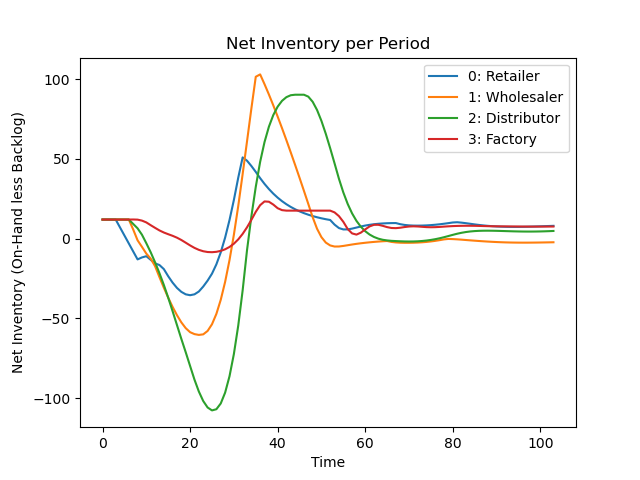 Net Inventory per Period
Net Inventory (On-Hand less Backlog)
100
50
0
−50
−100
0: Retailer
1: Wholesaler
2: Distributor
3: Factory
0 20 40 60 80 100
Time